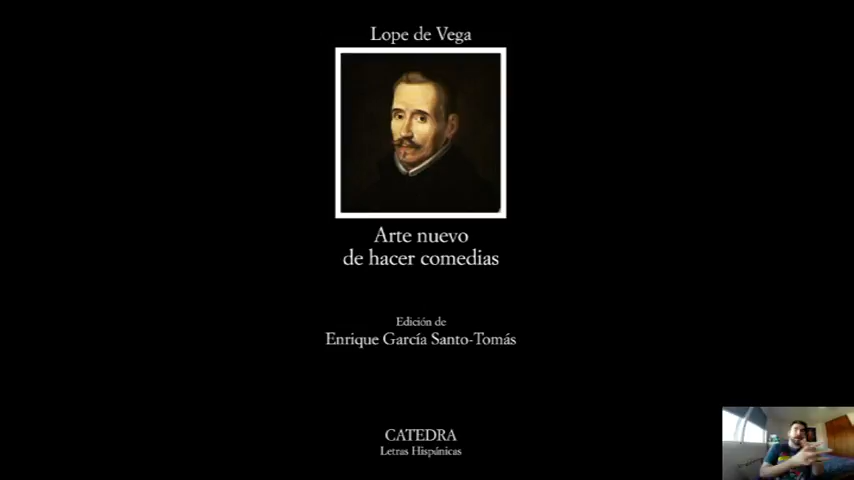 Lope de Vega
Arte nuevo
de hacer comedias
Edición de
Enrique García Santo-Tomás
CATEDRA
Letras Hispánicas